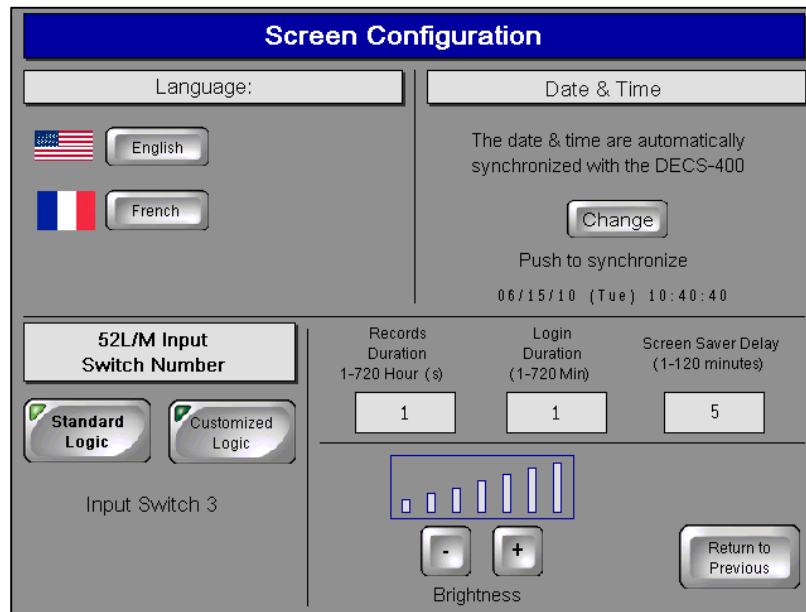 Screen Configuration
Language:
English
French
Date & Time
The date & time are automatically
synchronized with the DECS-400
Change
Push to synchronize
06/15/10 (Tue) 10:40:40
52L/M Input
Switch Number
Standard
Logic
Customized
Logic
Input Switch 3
Records
Duration
1-720 Hour (s)
1
Login
Duration
(1-720 Min)
1
Screen Saver Delay
(1-120 minutes)
5
-
+
Brightness
Return to
Previous